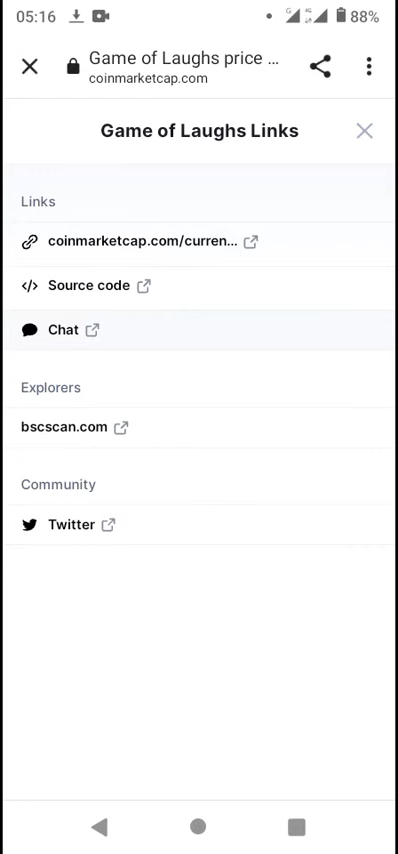 05:16 88%
Game of Laughs price ...
coinmarketcap.com
Game of Laughs Links
Links
coinmarketcap.com/curren...
Source code
Chat
Explorers
bscscan.com
Community
Twitter